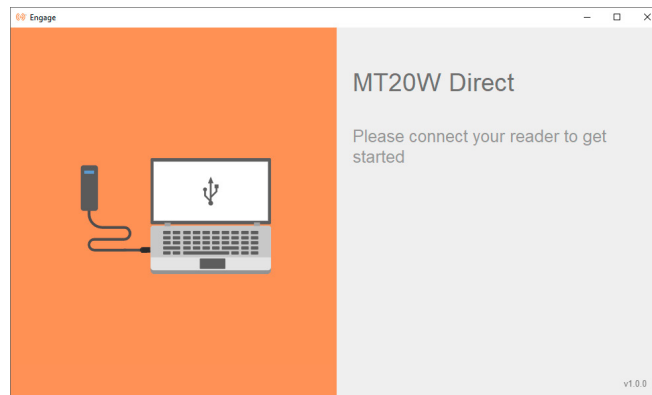 Engage
MT20W Direct
Please connect your reader to get
started
v1.0.0